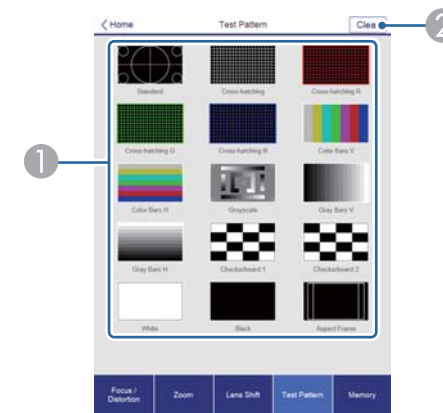 < Home Test Pattern Clea 2
1
Standard Cross-hatching Cross-hatching R
Cross-hatching G Cross-hatching B Color Bars V
Color Bars H Grayscale Gray Bars V
Gray Bars H Checkerboard 1 Checkerboard 2
White Black Aspect Frame
Focus / Distortion Zoom Lens Shift Test Pattern Memory